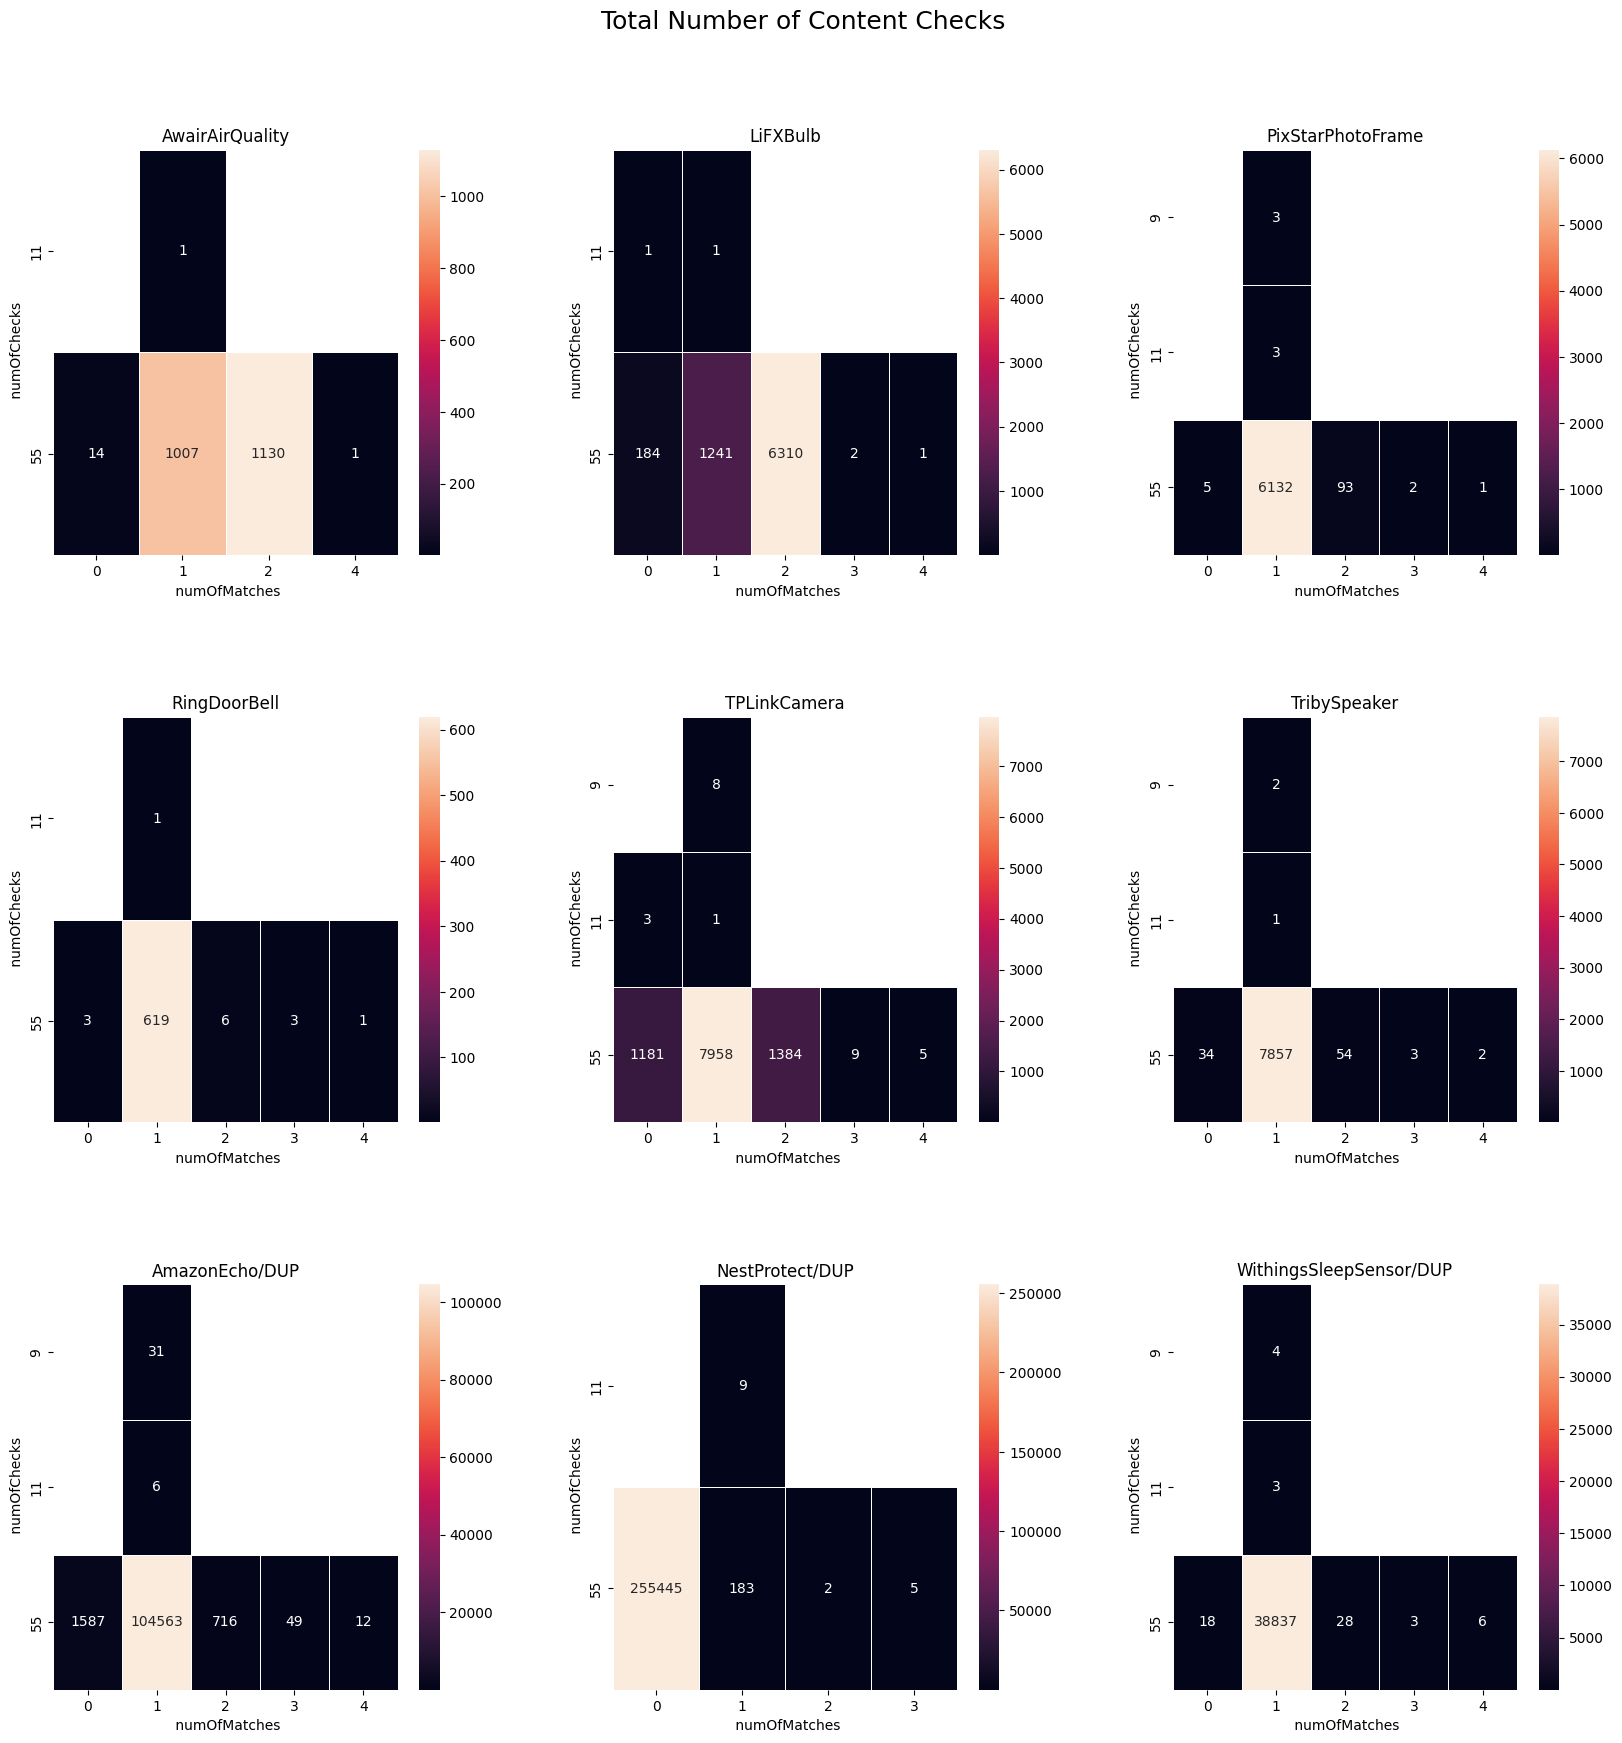 Total Number of Content Checks
AwairAirQuality
numOfChecks
11
55
1
14 1007 1130 1
0 1 2 4
numOfMatches
1000
800
600
400
200
LiFXBulb
numOfChecks
11
55
1 1
184 1241 6310 2 1
0 1 2 3 4
numOfMatches
6000
5000
4000
3000
2000
1000
PixStarPhotoFrame
numOfChecks
9
11
55
3
3
5 6132 93 2 1
0 1 2 3 4
numOfMatches
6000
5000
4000
3000
2000
1000
RingDoorBell
numOfChecks
11
55
1
3 619 6 3 1
0 1 2 3 4
numOfMatches
600
500
400
300
200
100
TPLinkCamera
numOfChecks
9
11
55
8
3 1
1181 7958 1384 9 5
0 1 2 3 4
numOfMatches
7000
6000
5000
4000
3000
2000
1000
TribySpeaker
numOfChecks
9
11
55
2
1
34 7857 54 3 2
0 1 2 3 4
numOfMatches
7000
6000
5000
4000
3000
2000
1000
AmazonEcho/DUP
numOfChecks
9
11
55
31
6
1587 104563 716 49 12
0 1 2 3 4
numOfMatches
100000
80000
60000
40000
20000
NestProtect/DUP
numOfChecks
11
55
9
255445 183 2 5
0 1 2 3
numOfMatches
250000
200000
150000
100000
50000
WithingsSleepSensor/DUP
numOfChecks
9
11
55
4
3
18 38837 28 3 6
0 1 2 3 4
numOfMatches
35000
30000
25000
20000
15000
10000
5000